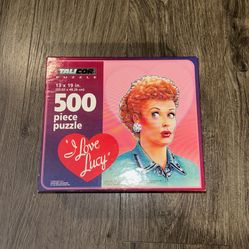 TALICOR
PUZZLE
13 x 19 in.
500
piece
puzzle
"I Love
Lucy"